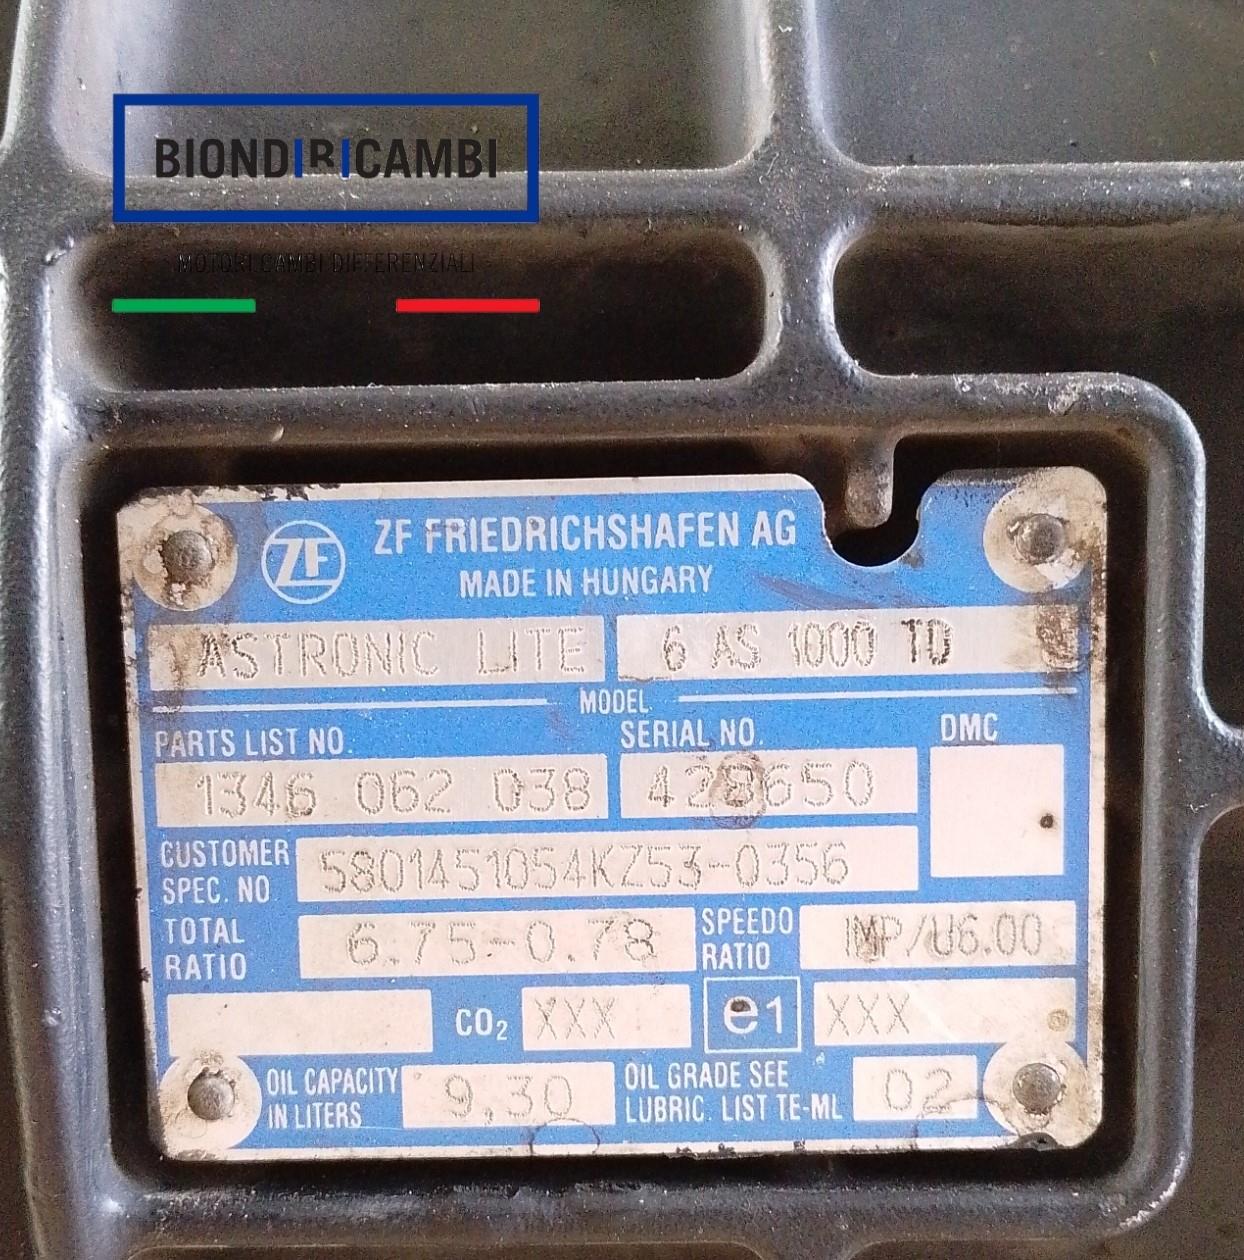 BIONDIRICAMBI
MOTORI CAMBI DIFFERENZIALI
ZF
ZF FRIEDRICHSHAFEN AG
MADE IN HUNGARY
ASTRONIC LITE 6 AS 1000 TD
MODEL
PARTS LIST NO. SERIAL NO. DMC
1346 062 038 428650
CUSTOMER SPEC. NO 5801451054KZ53-0356
TOTAL RATIO 6.75-0.78 SPEEDO RATIO IMP/U6.00
CO₂ XXX e1 XXX
OIL CAPACITY IN LITERS 9,30 OIL GRADE SEE LUBRIC. LIST TE-ML 02